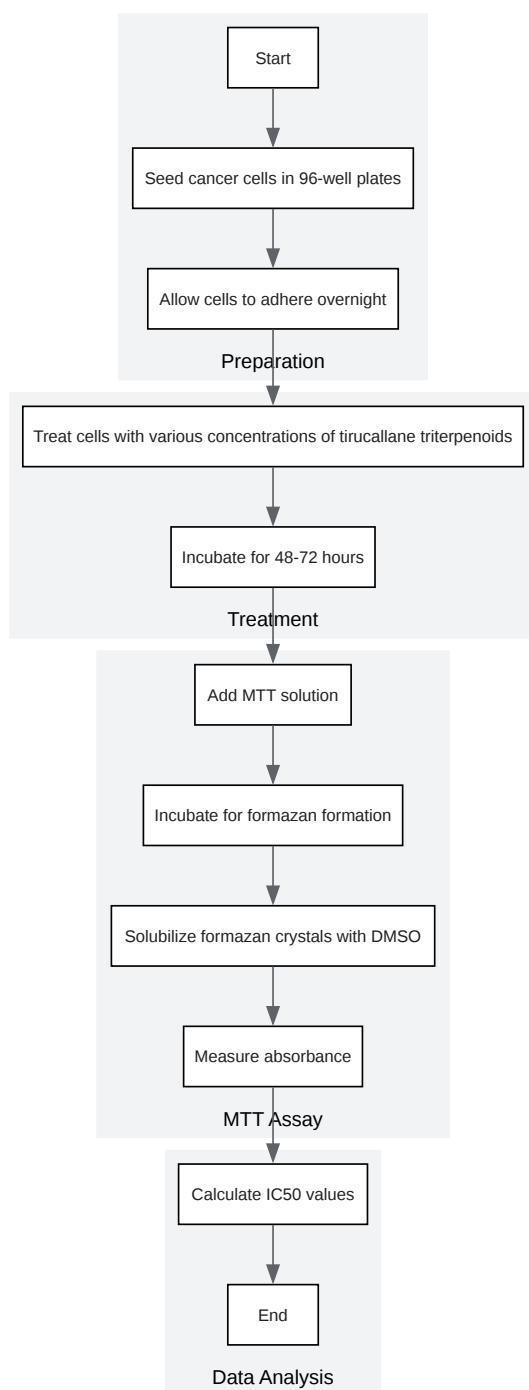 Start
Seed cancer cells in 96-well plates
Allow cells to adhere overnight
Preparation
Treat cells with various concentrations of tirucallane triterpenoids
Incubate for 48-72 hours
Treatment
Add MTT solution
Incubate for formazan formation
Solubilize formazan crystals with DMSO
Measure absorbance
MTT Assay
Calculate IC50 values
End
Data Analysis